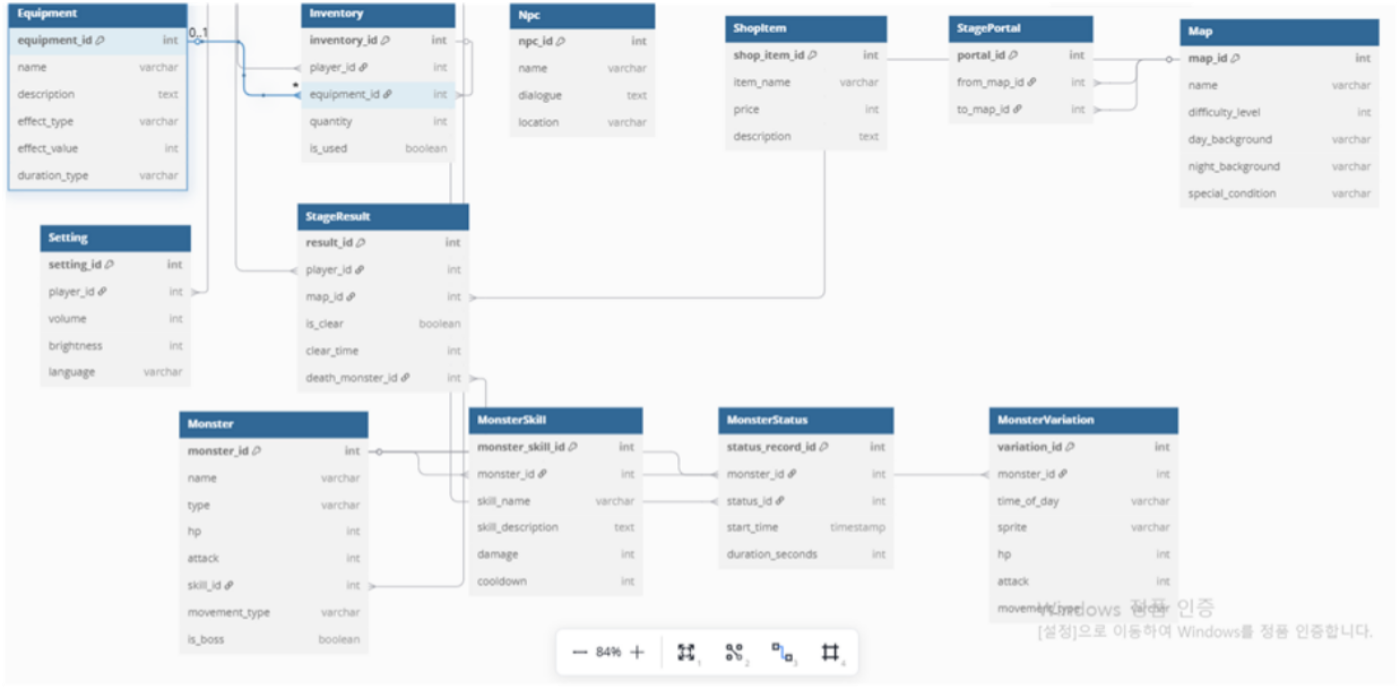 Equipment
equipment_id int
name varchar
description text
effect_type varchar
effect_value int
duration_type varchar
0..1
*
Inventory
inventory_id int
player_id int
equipment_id int
quantity int
is_used boolean
Npc
npc_id int
name varchar
dialogue text
location varchar
ShopItem
shop_item_id int
item_name varchar
price int
description text
StagePortal
portal_id int
from_map_id int
to_map_id int
Map
map_id int
name varchar
difficulty_level int
day_background varchar
night_background varchar
special_condition varchar
Setting
setting_id int
player_id int
volume int
brightness int
language varchar
StageResult
result_id int
player_id int
map_id int
is_clear boolean
clear_time int
death_monster_id int
Monster
monster_id int
name varchar
type varchar
hp int
attack int
skill_id int
movement_type varchar
is_boss boolean
MonsterSkill
monster_skill_id int
monster_id int
skill_name varchar
skill_description text
damage int
cooldown int
MonsterStatus
status_record_id int
monster_id int
status_id int
start_time timestamp
duration_seconds int
MonsterVariation
variation_id int
monster_id int
time_of_day varchar
sprite varchar
hp int
attack int
movement_type varchar
Windows 정품 인증
[설정]으로 이동하여 Windows를 정품 인증합니다.
84%
1
2
3
4